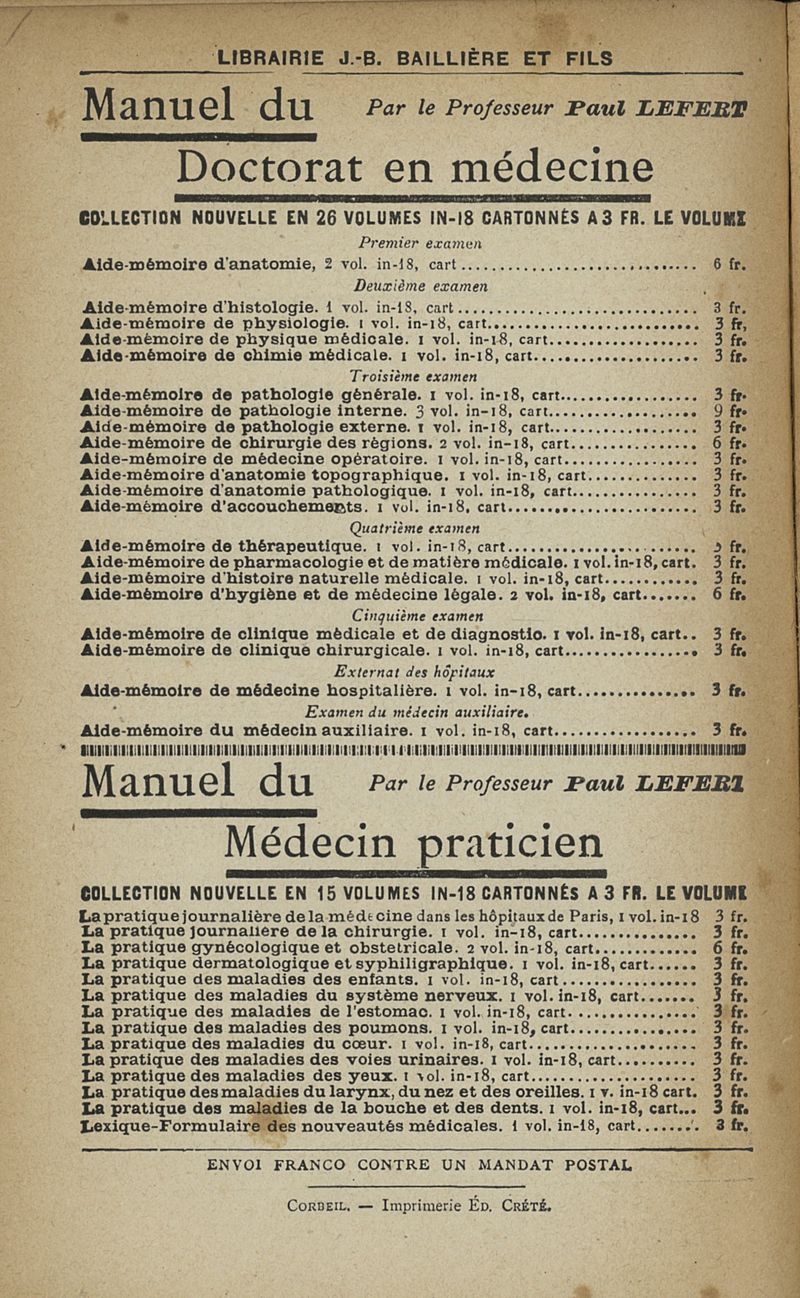 LIBRAIRIE J.-B. BAILLIÈRE ET FILS
Manuel du Par le Professeur Paul LEFERT
Doctorat en médecine
COLLECTION NOUVELLE EN 26 VOLUMES IN-18 CARTONNÉS A 3 FR. LE VOLUME
Premier examen
Aide-mémoire d'anatomie, 2 vol. in-18, cart.......... 6 fr.
Deuxième examen
Aide-mémoire d'histologie. 1 vol. in-18, cart.......... 3 fr.
Aide-mémoire de physiologie. 1 vol. in-18, cart.......... 3 fr,
Aide-mémoire de physique médicale. 1 vol. in-18, cart.......... 3 fr.
Aide-mémoire de chimie médicale. 1 vol. in-18, cart.......... 3 fr.
Troisième examen
Aide-mémoire de pathologie générale. 1 vol. in-18, cart.......... 3 fr.
Aide-mémoire de pathologie interne. 3 vol. in-18, cart.......... 9 fr.
Aide-mémoire de pathologie externe. 1 vol. in-18, cart.......... 3 fr.
Aide-mémoire de chirurgie des régions. 2 vol. in-18, cart.......... 6 fr.
Aide-mémoire de médecine opératoire. 1 vol. in-18, cart.......... 3 fr.
Aide-mémoire d'anatomie topographique. 1 vol. in-18, cart.......... 3 fr.
Aide-mémoire d'anatomie pathologique. 1 vol. in-18, cart.......... 3 fr.
Aide-mémoire d'accouchements. 1 vol. in-18. cart.......... 3 fr.
Quatrième examen
Aide-mémoire de thérapeutique. 1 vol. in-18, cart.......... 3 fr.
Aide-mémoire de pharmacologie et de matière médicale. 1 vol. in-18, cart. 3 fr.
Aide-mémoire d'histoire naturelle médicale. 1 vol. in-18, cart.......... 3 fr.
Aide-mémoire d'hygiène et de médecine légale. 2 vol. in-18, cart....... 6 fr.
Cinquième examen
Aide-mémoire de clinique médicale et de diagnostic. 1 vol. in-18, cart.. 3 fr.
Aide-mémoire de clinique chirurgicale. 1 vol. in-18, cart.......... 3 fr.
Externat des hôpitaux
Aide-mémoire de médecine hospitalière. 1 vol. in-18, cart.......... 3 fr.
Examen du médecin auxiliaire.
Aide-mémoire du médecin auxiliaire. 1 vol. in-18, cart.......... 3 fr.
Manuel du Par le Professeur Paul LEFERT
Médecin praticien
COLLECTION NOUVELLE EN 15 VOLUMES IN-18 CARTONNÉS A 3 FR. LE VOLUME
La pratique journalière de la médecine dans les hôpitaux de Paris, 1 vol. in-18 3 fr.
La pratique journalière de la chirurgie. 1 vol. in-18, cart.......... 3 fr.
La pratique gynécologique et obstetricale. 2 vol. in-18, cart.......... 6 fr.
La pratique dermatologique et syphiligraphique. 1 vol. in-18, cart...... 3 fr.
La pratique des maladies des enfants. 1 vol. in-18, cart.......... 3 fr.
La pratique des maladies du système nerveux. 1 vol. in-18, cart....... 3 fr.
La pratique des maladies de l'estomac. 1 vol. in-18, cart.......... 3 fr.
La pratique des maladies des poumons. 1 vol. in-18, cart.......... 3 fr.
La pratique des maladies du cœur. 1 vol. in-18, cart.......... 3 fr.
La pratique des maladies des voies urinaires. 1 vol. in-18, cart.......... 3 fr.
La pratique des maladies des yeux. 1 vol. in-18, cart.......... 3 fr.
La pratique des maladies du larynx, du nez et des oreilles. 1 v. in-18 cart. 3 fr.
La pratique des maladies de la bouche et des dents. 1 vol. in-18, cart... 3 fr.
Lexique-Formulaire des nouveautés médicales. 1 vol. in-18, cart........ 3 fr.
ENVOI FRANCO CONTRE UN MANDAT POSTAL
CORBEIL. — Imprimerie ÉD. CRÉTÉ.